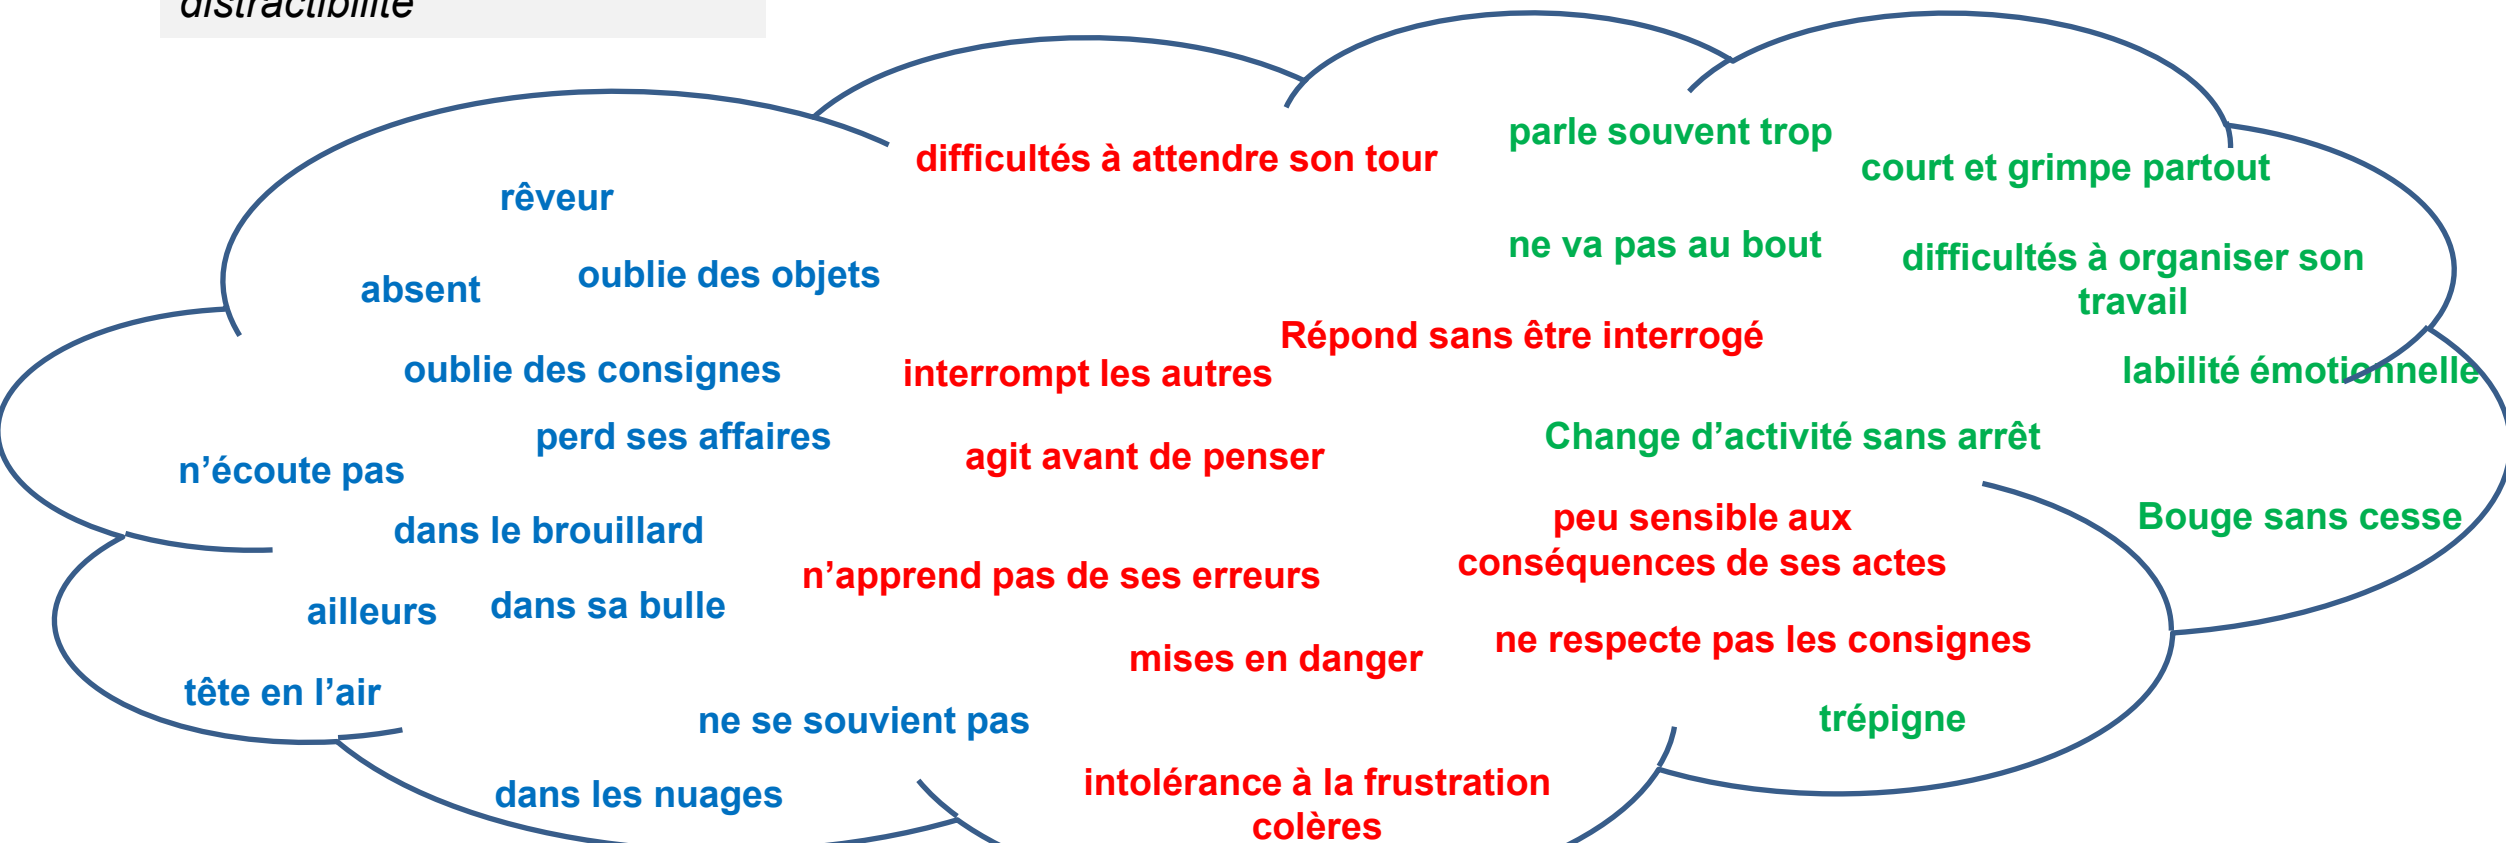 distractibilité
parle souvent trop
difficultés à attendre son tour
court et grimpe partout
rêveur
ne va pas au bout
difficultés à organiser son
travail
oublie des objets
absent
Répond sans être interrogé
oublie des consignes
interrompt les autres
labilité émotionnelle
perd ses affaires
Change d’activité sans arrêt
agit avant de penser
n’écoute pas
peu sensible aux
conséquences de ses actes
Bouge sans cesse
dans le brouillard
n’apprend pas de ses erreurs
ailleurs
dans sa bulle
ne respecte pas les consignes
mises en danger
tête en l’air
ne se souvient pas
trépigne
intolérance à la frustration
colères
dans les nuages